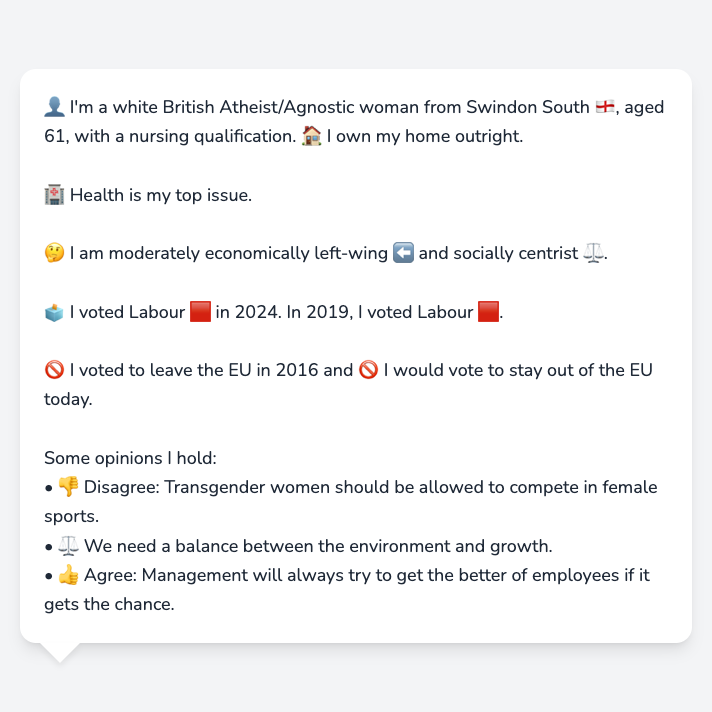 👤 I'm a white British Atheist/Agnostic woman from Swindon South 🏴󠁧󠁢󠁥󠁮󠁧󠁿, aged
61, with a nursing qualification. 🏠 I own my home outright.
🏥 Health is my top issue.
🤔 I am moderately economically left-wing ⬅️ and socially centrist ⚖️.
🗳️ I voted Labour 🟥 in 2024. In 2019, I voted Labour 🟥.
🚫 I voted to leave the EU in 2016 and 🚫 I would vote to stay out of the EU
today.
Some opinions I hold:
• 👎 Disagree: Transgender women should be allowed to compete in female
sports.
• ⚖️ We need a balance between the environment and growth.
• 👍 Agree: Management will always try to get the better of employees if it
gets the chance.